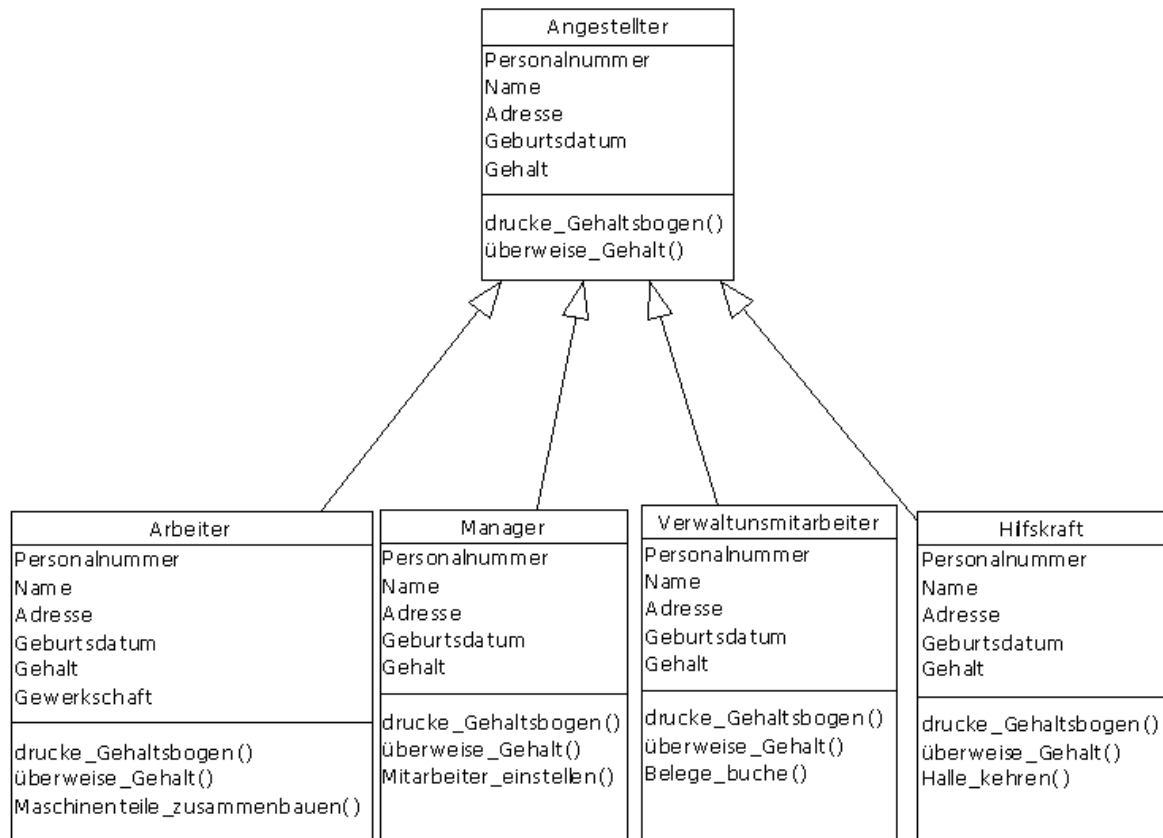 Angestellter
Personalnummer
Name
Adresse
Geburtsdatum
Gehalt
drucke_Gehaltsbogen()
überweise_Gehalt()
Arbeiter
Personalnummer
Name
Adresse
Geburtsdatum
Gehalt
Gewerkschaft
drucke_Gehaltsbogen()
überweise_Gehalt()
Maschinenteile_zusammenbauen()
Manager
Personalnummer
Name
Adresse
Geburtsdatum
Gehalt
drucke_Gehaltsbogen()
überweise_Gehalt()
Mitarbeiter_einstellen()
Verwaltunsmitarbeiter
Personalnummer
Name
Adresse
Geburtsdatum
Gehalt
drucke_Gehaltsbogen()
überweise_Gehalt()
Belege_buche()
Hilfskraft
Personalnummer
Name
Adresse
Geburtsdatum
Gehalt
drucke_Gehaltsbogen()
überweise_Gehalt()
Halle_kehren()